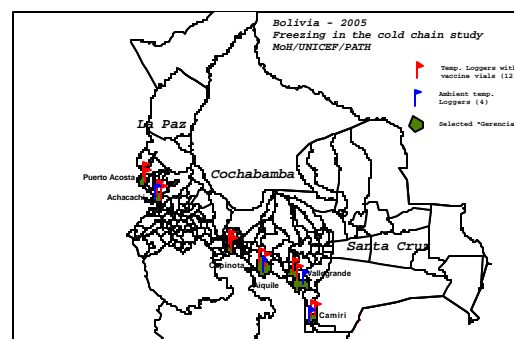 Bolivia - 2005
Freezing in the cold chain study
MoH/UNICEF/PATH
Temp. Loggers with
vaccine vials (12
Ambient temp.
Loggers (4)
Selected "Gerencia
La Paz
Puerto Acosta
Cochabamba
Achacachi
Santa Cruz
Capinota
Vallegrande
Aiquile
Camiri